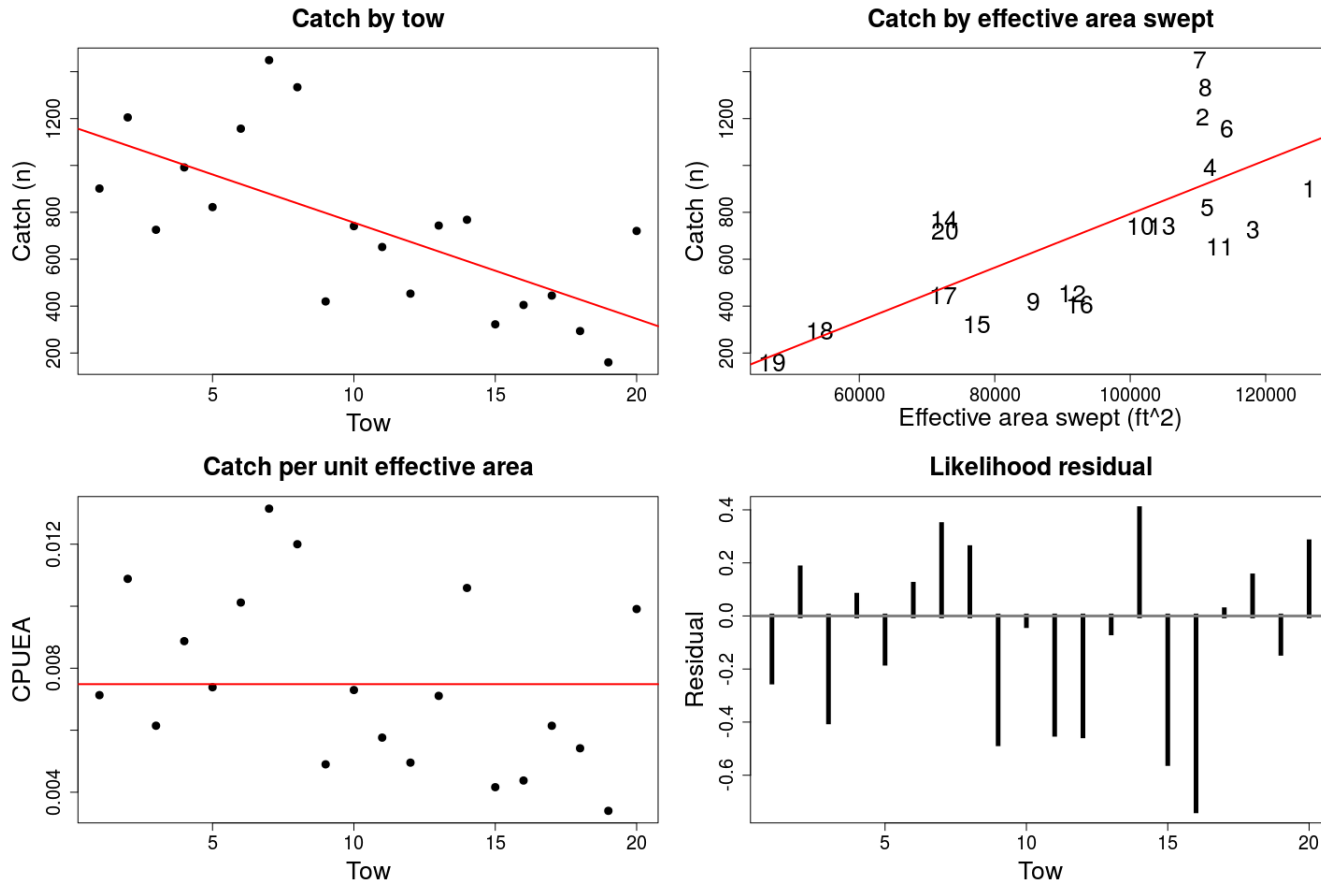 Catch by tow
Catch (n)
200 400 600 800 1200
5 10 15 20
Tow
Catch by effective area swept
Catch (n)
200 400 600 800 1200
7
8
2
6
4
1
5
14
20
10 13
3
11
17
12
9
16
15
18
19
60000 80000 100000 120000
Effective area swept (ft^2)
Catch per unit effective area
CPUEA
0.004 0.008 0.012
5 10 15 20
Tow
Likelihood residual
Residual
-0.6 -0.4 -0.2 0.0 0.2 0.4
5 10 15 20
Tow